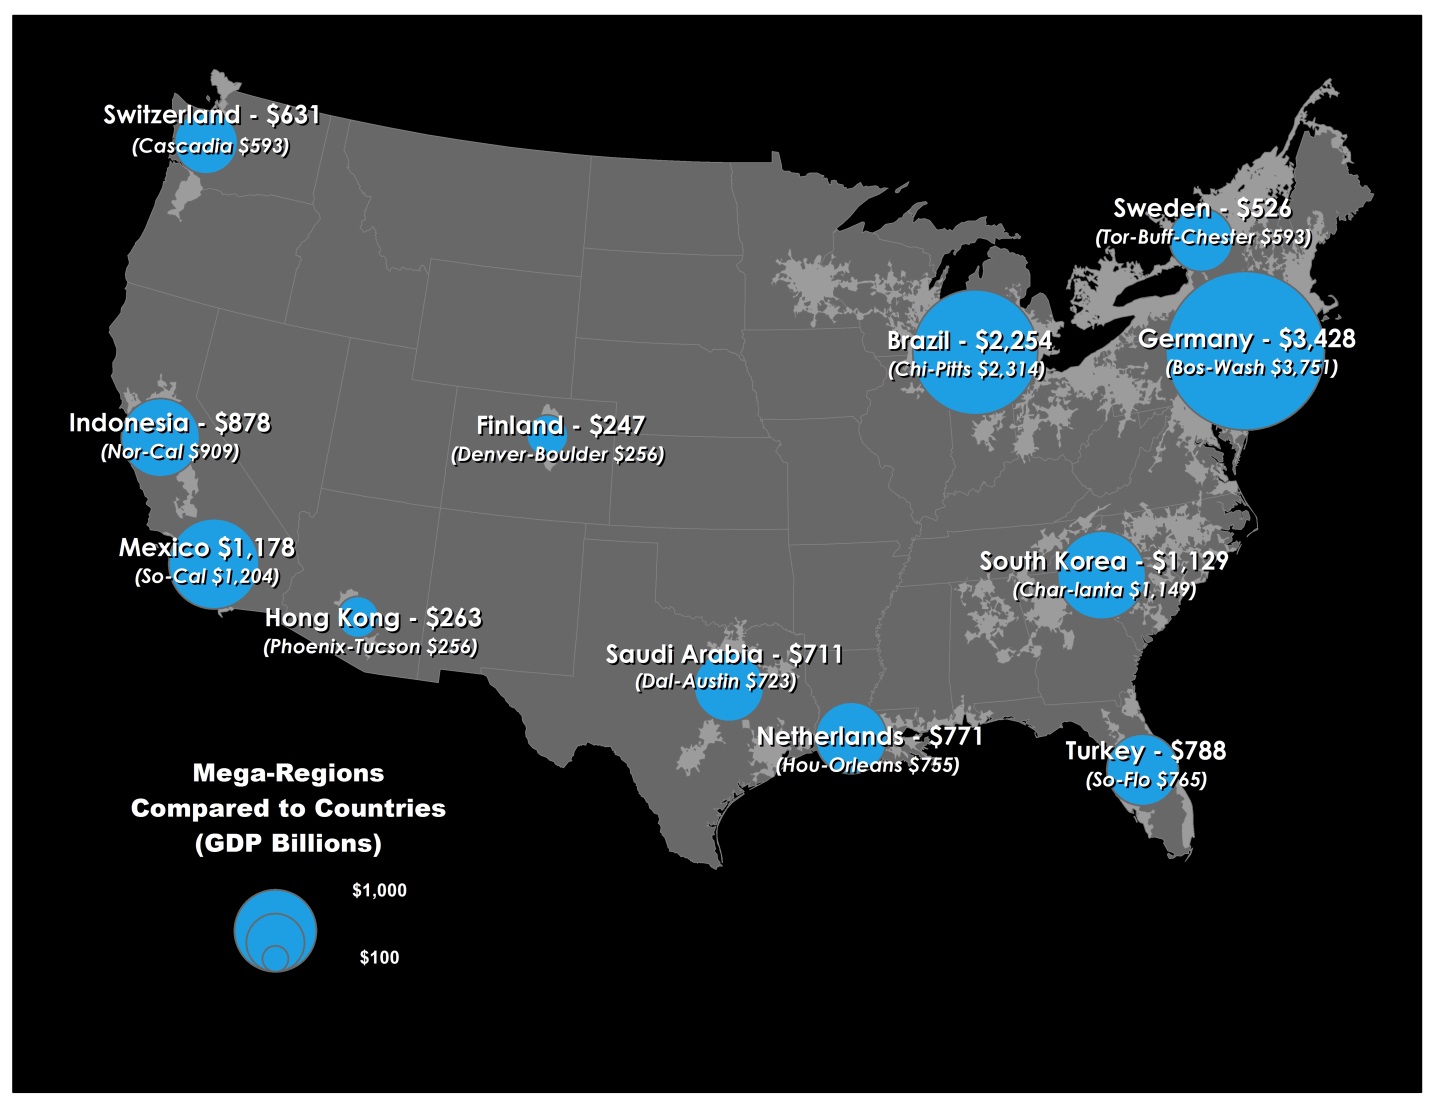 Switzerland - $631
(Cascadia $593)
Sweden - $526
(Tor-Buff-Chester $593)
Brazil - $2,254
(Chi-Pitts $2,314)
Germany - $3,428
(Bos-Wash $3,751)
Indonesia - $878
(Nor-Cal $909)
Finland - $247
(Denver-Boulder $256)
Mexico $1,178
(So-Cal $1,204)
South Korea - $1,129
(Char-lanta $1,149)
Hong Kong - $263
(Phoenix-Tucson $256)
Saudi Arabia - $711
(Dal-Austin $723)
Netherlands - $771
(Hou-Orleans $755)
Turkey - $788
(So-Flo $765)
Mega-Regions
Compared to Countries
(GDP Billions)
$1,000
$100